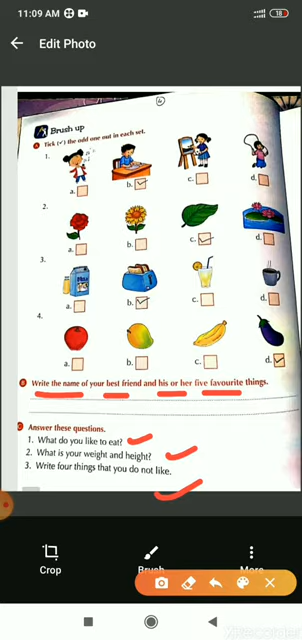 11:09 AM
18
Edit Photo
Brush up
A Tick (✓) the odd one out in each set.
1.
a. b. c. d.
2.
a. b. c. d.
3.
a. b. c. d.
4.
a. b. c. d.
B Write the name of your best friend and his or her five favourite things.
C Answer these questions.
1. What do you like to eat?
2. What is your weight and height?
3. Write four things that you do not like.
Crop Brush More